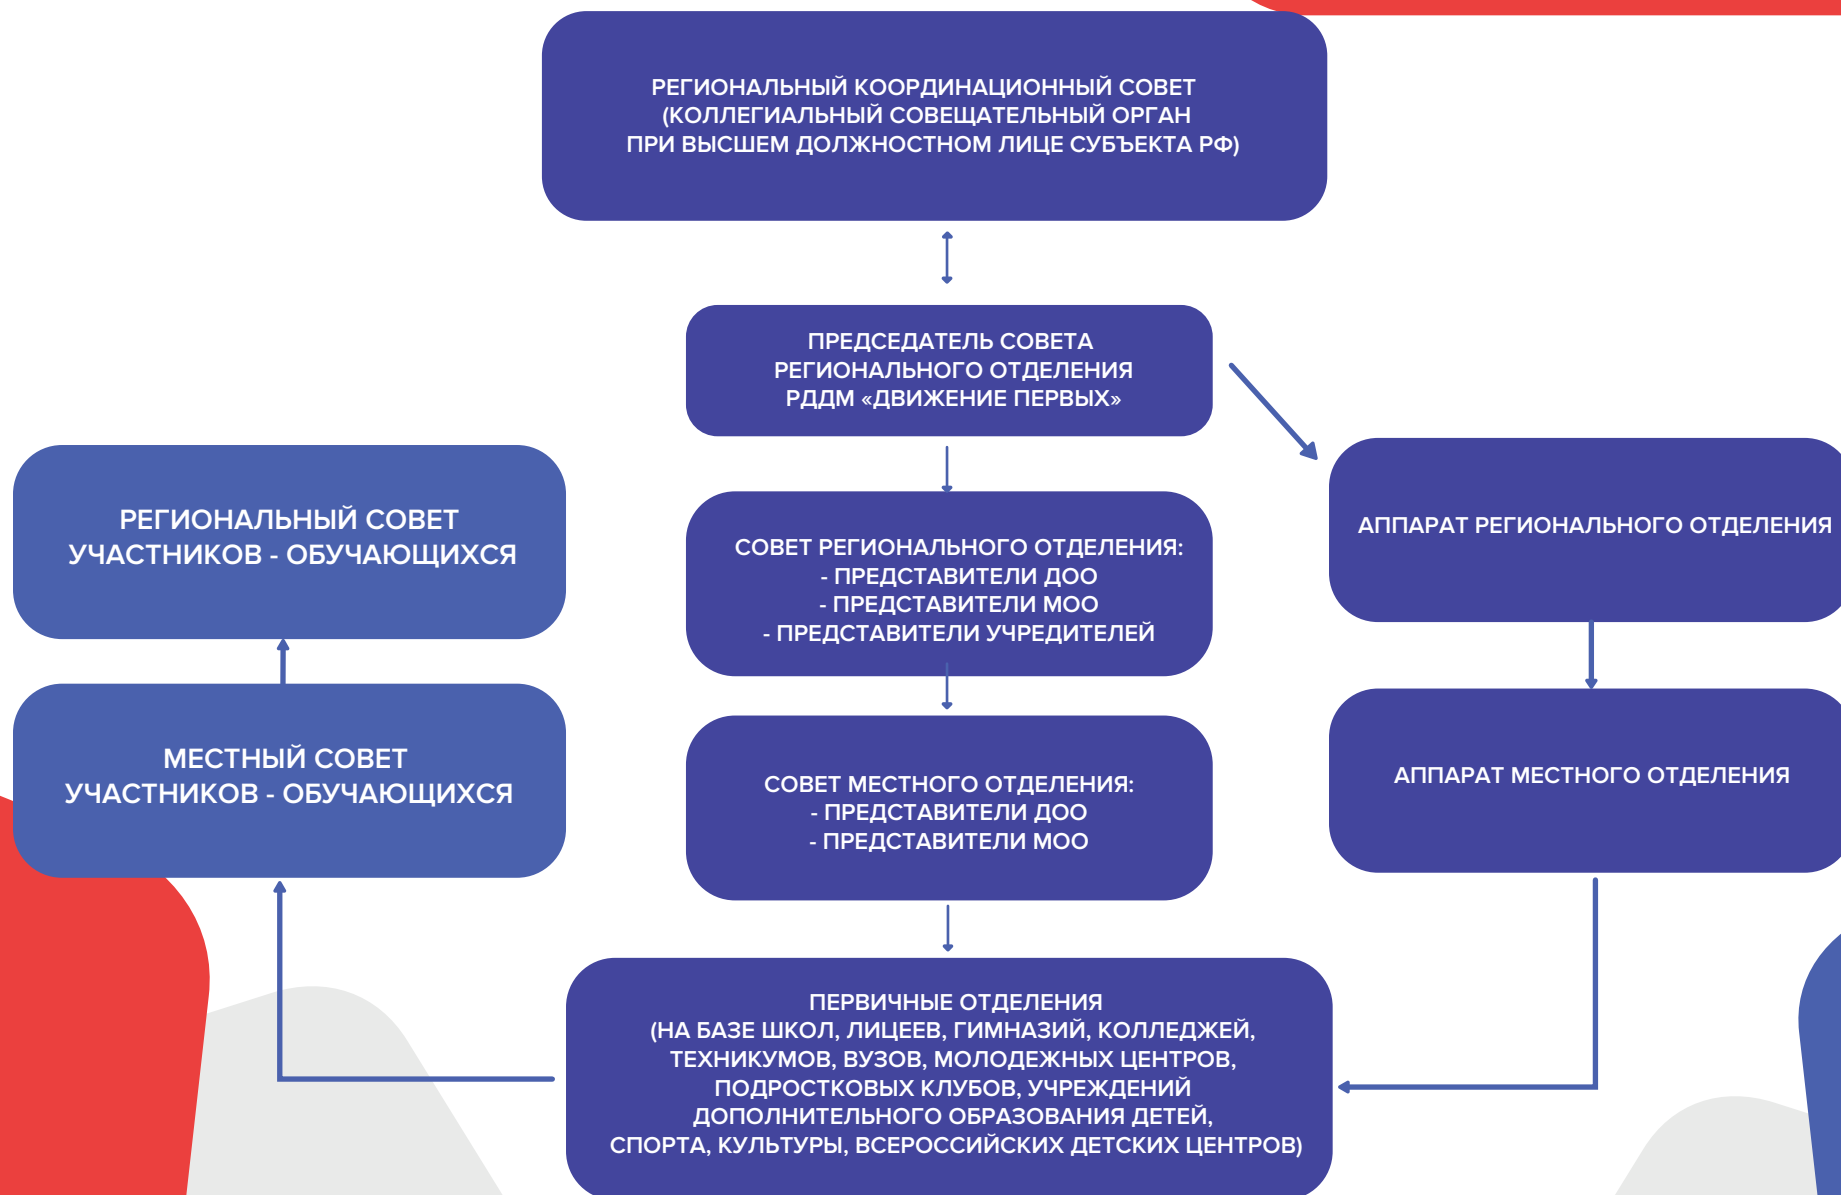 РЕГИОНАЛЬНЫЙ КООРДИНАЦИОННЫЙ СОВЕТ
(КОЛЛЕГИАЛЬНЫЙ СОВЕЩАТЕЛЬНЫЙ ОРГАН
ПРИ ВЫСШЕМ ДОЛЖНОСТНОМ ЛИЦЕ СУБЪЕКТА РФ)
ПРЕДСЕДАТЕЛЬ СОВЕТА
РЕГИОНАЛЬНОГО ОТДЕЛЕНИЯ
РДДМ «ДВИЖЕНИЕ ПЕРВЫХ»
РЕГИОНАЛЬНЫЙ СОВЕТ
УЧАСТНИКОВ - ОБУЧАЮЩИХСЯ
СОВЕТ РЕГИОНАЛЬНОГО ОТДЕЛЕНИЯ:
- ПРЕДСТАВИТЕЛИ ДОО
- ПРЕДСТАВИТЕЛИ МОО
- ПРЕДСТАВИТЕЛИ УЧРЕДИТЕЛЕЙ
АППАРАТ РЕГИОНАЛЬНОГО ОТДЕЛЕНИЯ
МЕСТНЫЙ СОВЕТ
УЧАСТНИКОВ - ОБУЧАЮЩИХСЯ
СОВЕТ МЕСТНОГО ОТДЕЛЕНИЯ:
- ПРЕДСТАВИТЕЛИ ДОО
- ПРЕДСТАВИТЕЛИ МОО
АППАРАТ МЕСТНОГО ОТДЕЛЕНИЯ
ПЕРВИЧНЫЕ ОТДЕЛЕНИЯ
(НА БАЗЕ ШКОЛ, ЛИЦЕЕВ, ГИМНАЗИЙ, КОЛЛЕДЖЕЙ,
ТЕХНИКУМОВ, ВУЗОВ, МОЛОДЕЖНЫХ ЦЕНТРОВ,
ПОДРОСТКОВЫХ КЛУБОВ, УЧРЕЖДЕНИЙ
ДОПОЛНИТЕЛЬНОГО ОБРАЗОВАНИЯ ДЕТЕЙ,
СПОРТА, КУЛЬТУРЫ, ВСЕРОССИЙСКИХ ДЕТСКИХ ЦЕНТРОВ)